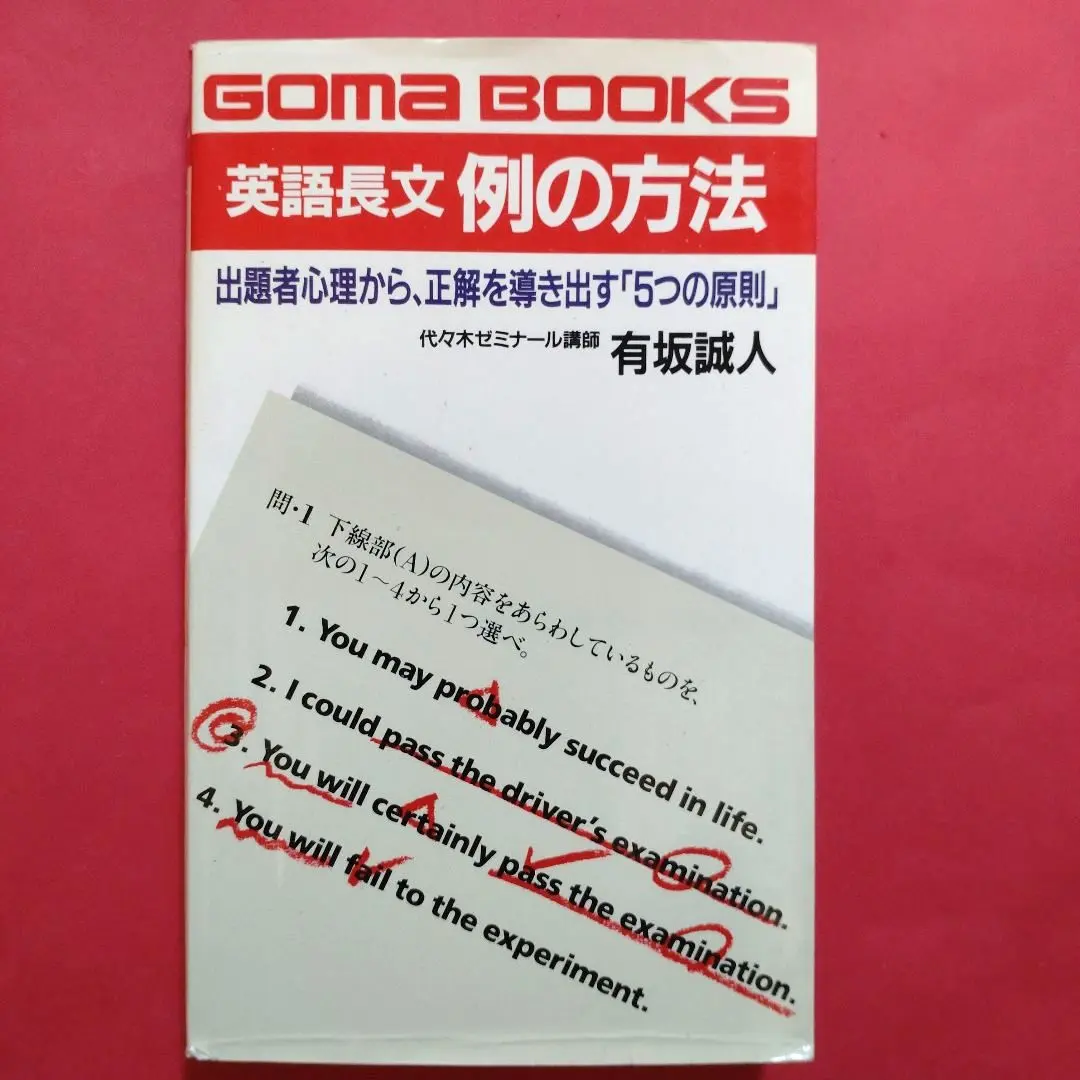 GOMA BOOKS
英語長文 例の方法
出題者心理から、正解を導き出す「5つの原則」
代々木ゼミナール講師 有坂誠人
問・1 下線部(A)の内容をあらわしているものを、
次の1〜4から1つ選べ。
1. You may probably succeed in life.
2. I could pass the driver's examination.
3. You will certainly pass the examination.
4. You will fail to the experiment.